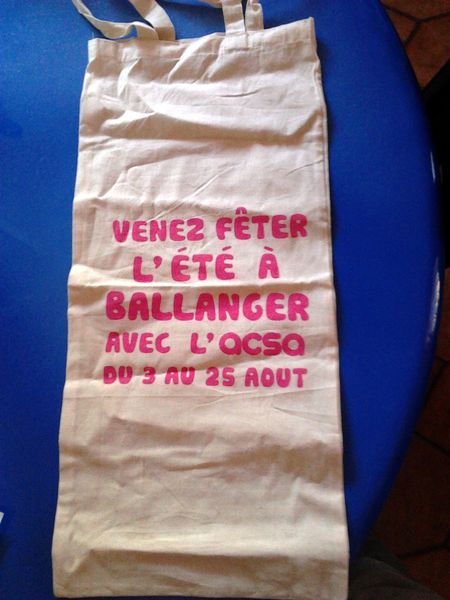 VENEZ FÊTER
L'ÉTÉ À
BALLANGER
AVEC L'acsa
DU 3 AU 25 AOUT